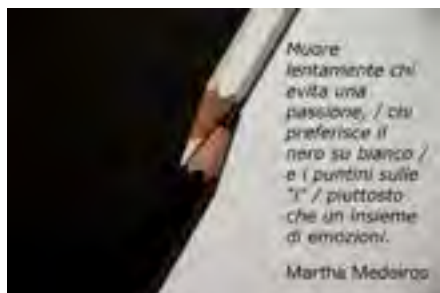 Muore
lentamente chi
evita una
passione, / chi
preferisce il
nero su bianco /
e i puntini sulle
"i" / piuttosto
che un insieme
di emozioni.
Martha Medeiros